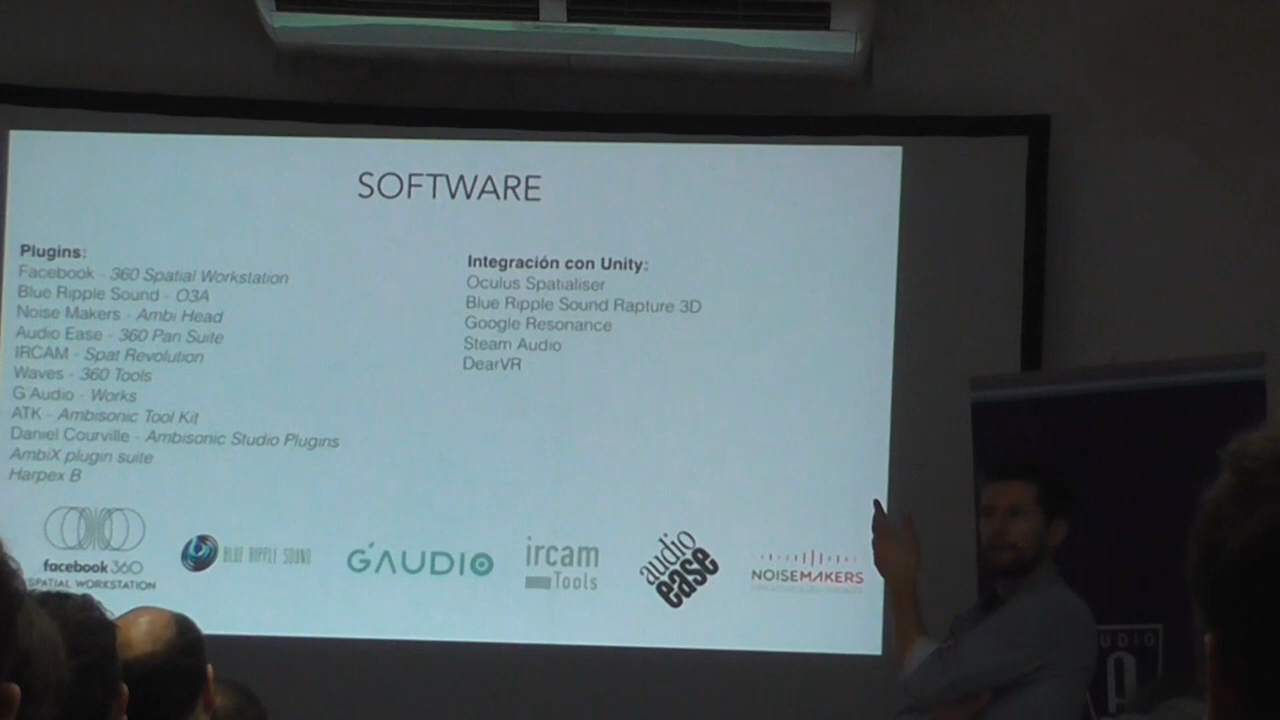 SOFTWARE
Plugins:
Facebook - 360 Spatial Workstation
Blue Ripple Sound - O3A
Noise Makers - Ambi Head
Audio Ease - 360 Pan Suite
IRCAM - Spat Revolution
Waves - 360 Tools
G Audio - Works
ATK - Ambisonic Tool Kit
Daniel Courville - Ambisonic Studio Plugins
AmbiX plugin suite
Harpex B
Integración con Unity:
Oculus Spatialiser
Blue Ripple Sound Rapture 3D
Google Resonance
Steam Audio
DearVR
facebook 360
SPATIAL WORKSTATION
BLUE RIPPLE SOUND
G'AUDIO
ircam
Tools
audio
ease
NOISEMAKERS
UDIO